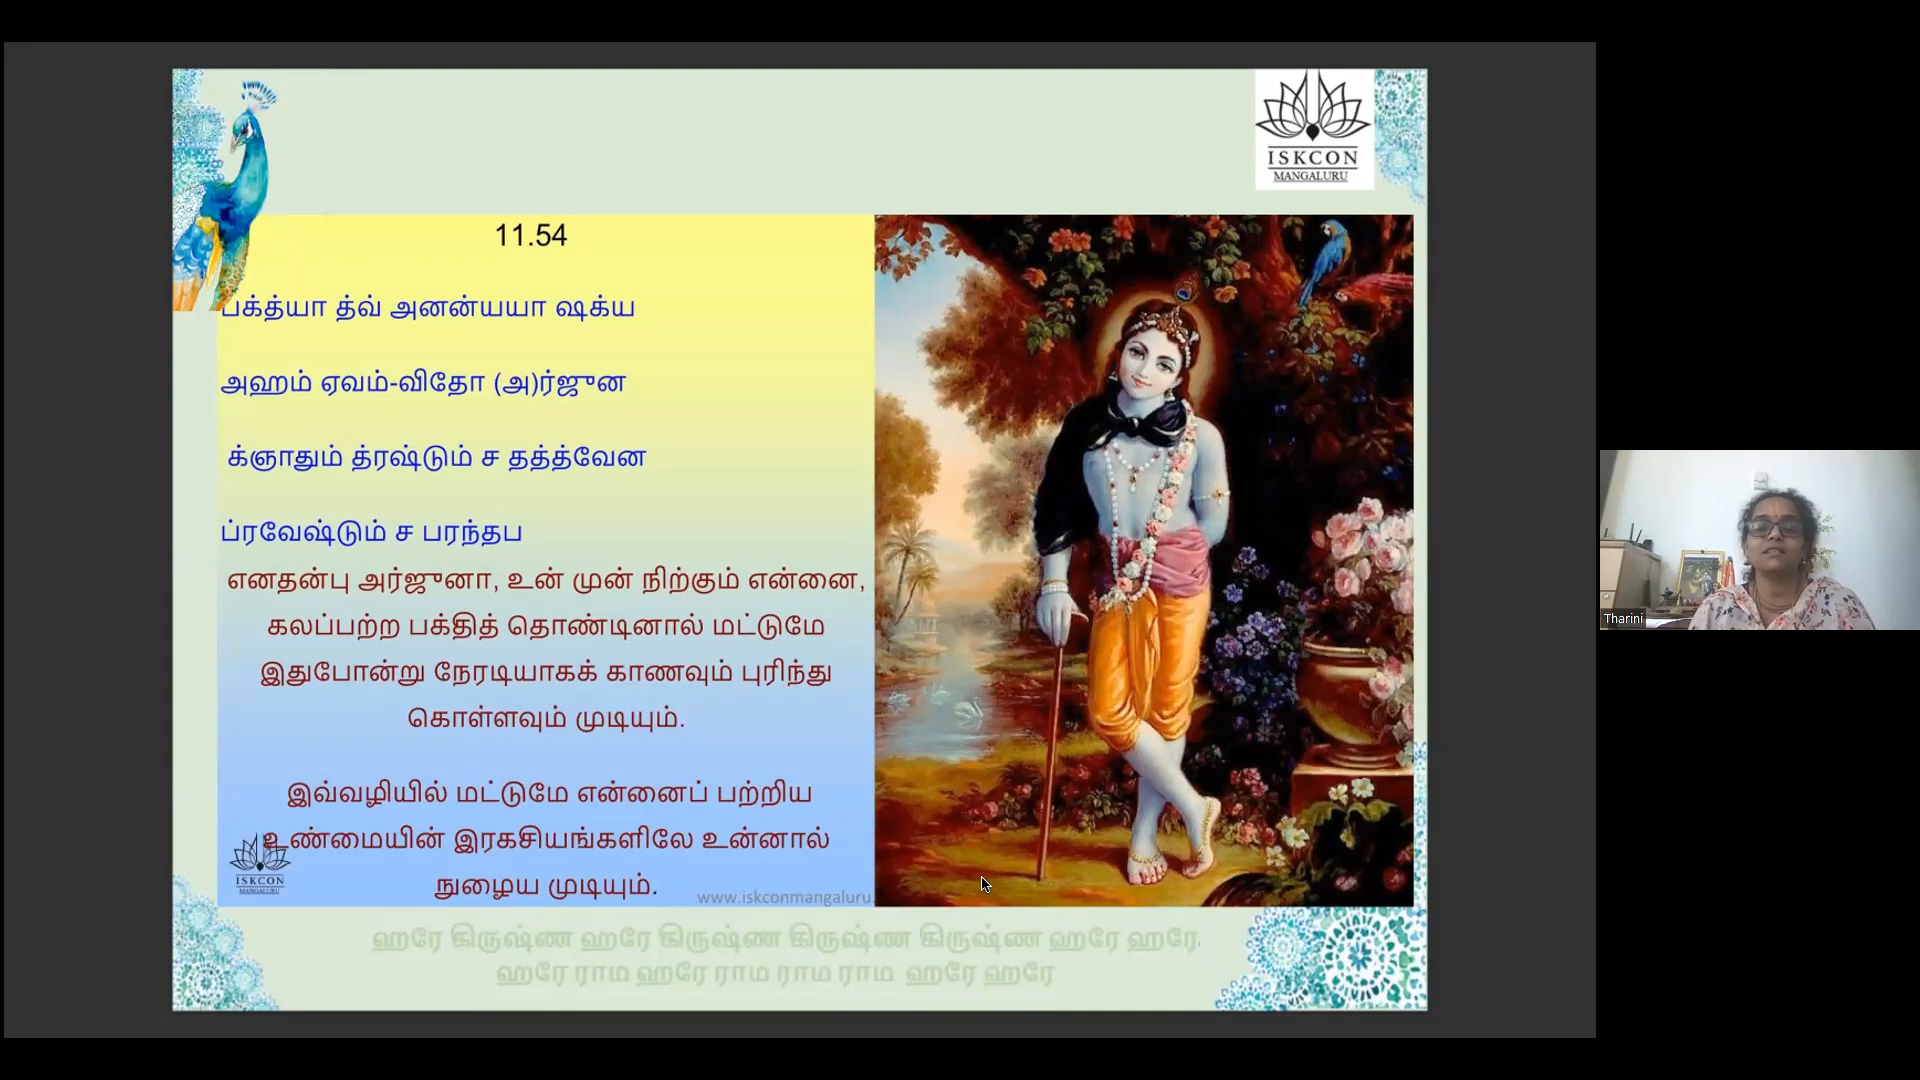 ISKCON
MANGALURU
11.54
பக்த்யா த்வ் அனன்யயா ஷக்ய
அஹம் ஏவம்-விதோ (அ)ர்ஜுன
க்ஞாதும் த்ரஷ்டும் ச தத்த்வேன
ப்ரவேஷ்டும் ச பரந்தப
எனதன்பு அர்ஜுனா, உன் முன் நிற்கும் என்னை,
கலப்பற்ற பக்தித் தொண்டினால் மட்டுமே
இதுபோன்று நேரடியாகக் காணவும் புரிந்து
கொள்ளவும் முடியும்.
இவ்வழியில் மட்டுமே என்னைப் பற்றிய
உண்மையின் இரகசியங்களிலே உன்னால்
நுழைய முடியும்.
ISKCON
MANGALURU
www.iskconmangaluru.
ஹரே கிருஷ்ண ஹரே கிருஷ்ண கிருஷ்ண கிருஷ்ண ஹரே ஹரே
ஹரே ராம ஹரே ராம ராம ராம ஹரே ஹரே
Tharini